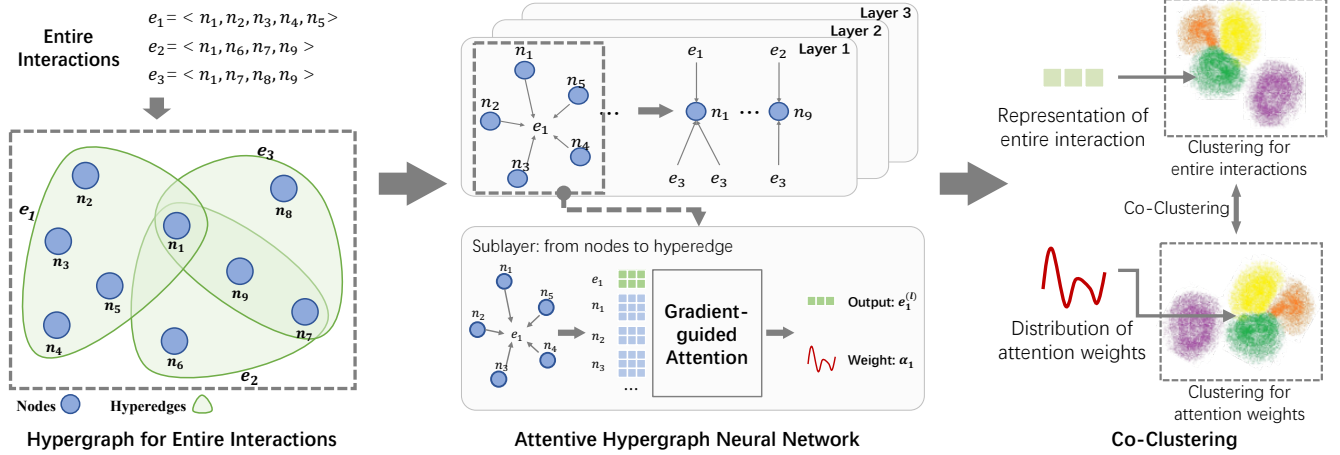 Entire
Interactions
e₁= < n₁, n₂, n₃, n₄, n₅>
e₂= < n₁, n₆, n₇, n₉ >
e₃= < n₁, n₇, n₈, n₉ >
e₁
e₃
e₂
n₂
n₈
n₁
n₃
n₅
n₉
n₄
n₆
n₇
Nodes
Hyperedges
Hypergraph for Entire Interactions
Layer 3
Layer 2
Layer 1
n₁
n₂
n₅
e₁
n₃
n₄
...
e₁
e₂
n₁
...
n₉
e₃
e₃
e₃
Sublayer: from nodes to hyperedge
n₁
n₂
n₅
e₁
n₃
n₄
e₁
n₁
n₂
n₃
...
Gradient-
guided
Attention
Output: e₁⁽ˡ⁾
Weight: α₁
Attentive Hypergraph Neural Network
Representation of
entire interaction
Clustering for
entire interactions
Co-Clustering
Distribution of
attention weights
Clustering for
attention weights
Co-Clustering